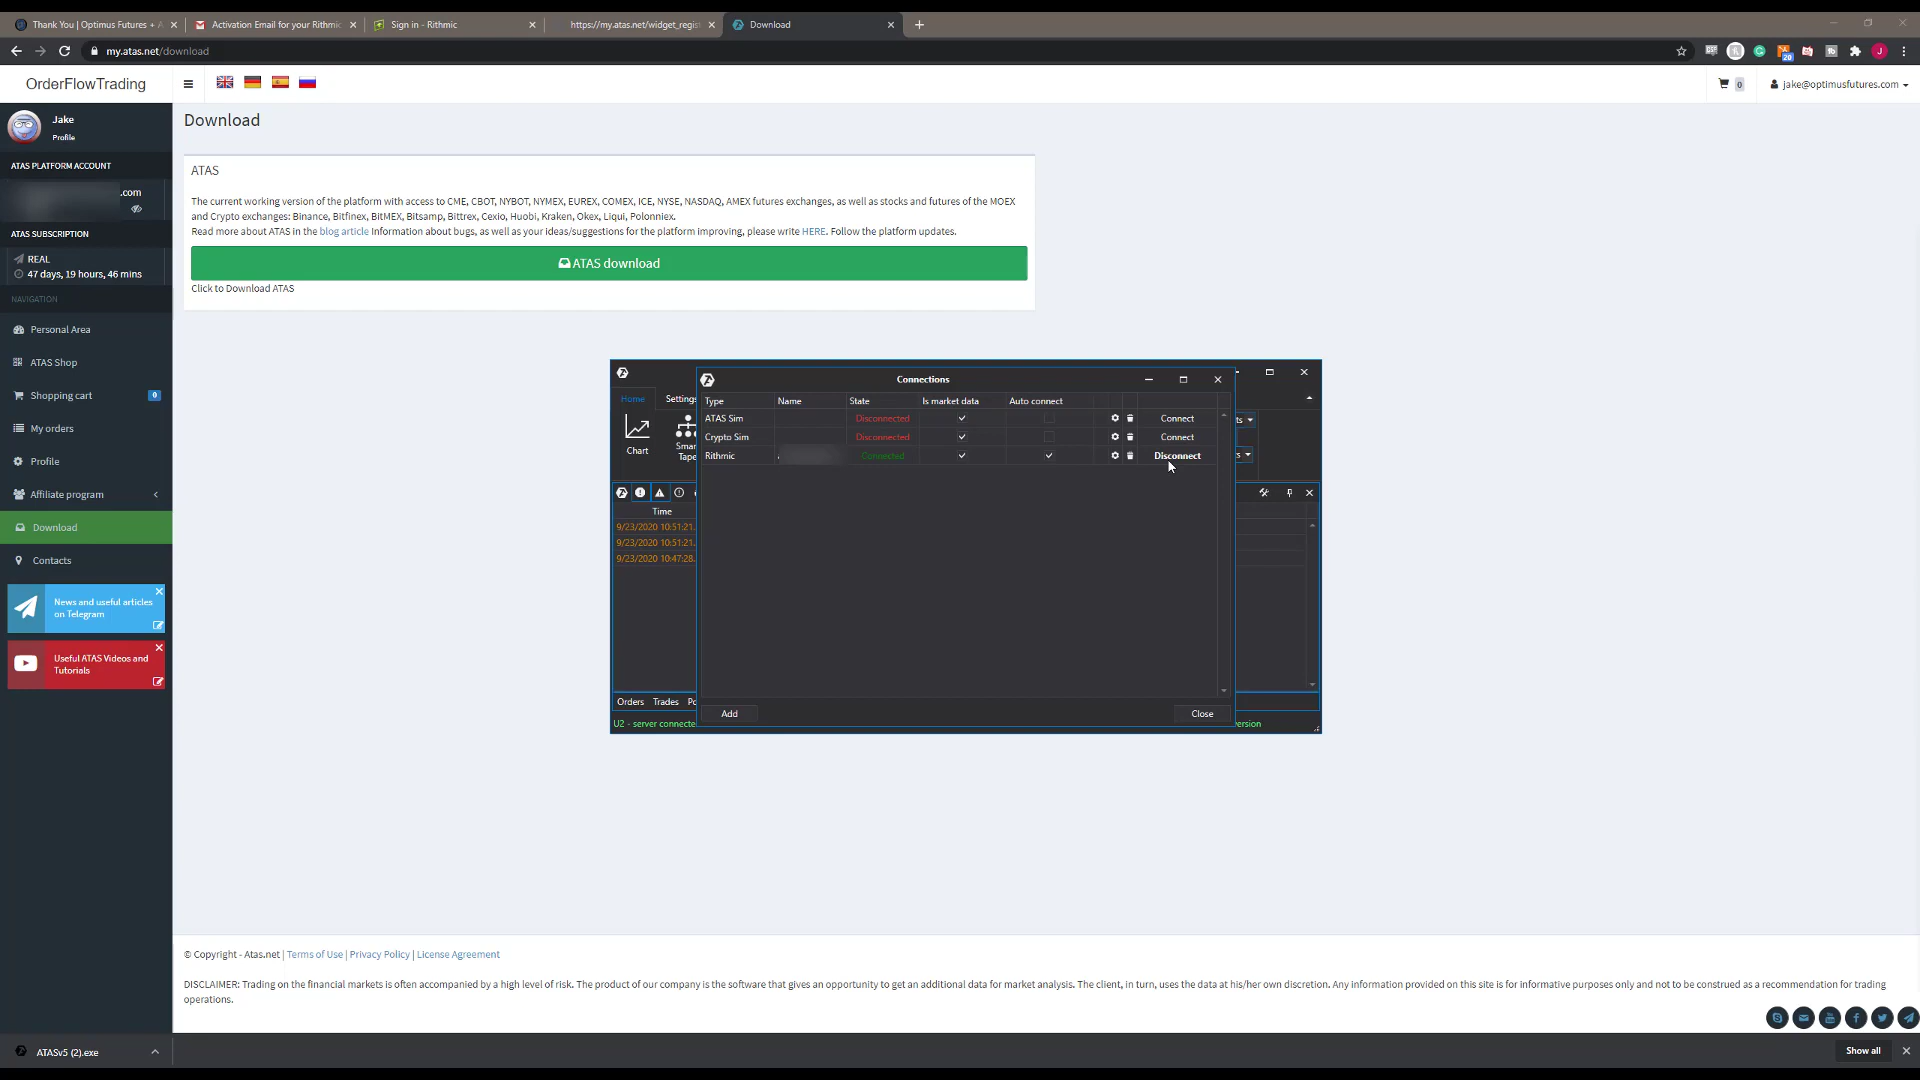 Thank You | Optimus Futures + A
Activation Email for your Rithmic
Sign in - Rithmic
https://my.atas.net/widget_regis
Download
my.atas.net/download
20
OrderFlowTrading
0
jake@optimusfutures.com
Jake
Profile
ATAS PLATFORM ACCOUNT
.com
ATAS SUBSCRIPTION
REAL
47 days, 19 hours, 46 mins
NAVIGATION
Personal Area
ATAS Shop
Shopping cart
0
My orders
Profile
Affiliate program
Download
Contacts
News and useful articles
on Telegram
Useful ATAS Videos and
Tutorials
Download
ATAS
The current working version of the platform with access to CME, CBOT, NYBOT, NYMEX, EUREX, COMEX, ICE, NYSE, NASDAQ, AMEX futures exchanges, as well as stocks and futures of the MOEX
and Crypto exchanges: Binance, Bitfinex, BitMEX, Bitsamp, Bittrex, Cexio, Huobi, Kraken, Okex, Liqui, Polonniex.
Read more about ATAS in the blog article Information about bugs, as well as your ideas/suggestions for the platform improving, please write HERE. Follow the platform updates.
ATAS download
Click to Download ATAS
Home
Settings
Chart
Smar
Tape
ts
s
Time
9/23/2020 10:51:21.
9/23/2020 10:51:21.
9/23/2020 10:47:28.
Orders Trades Po
U2 - server connecte
version
Connections
Type Name State Is market data Auto connect
ATAS Sim Disconnected Connect
Crypto Sim Disconnected Connect
Rithmic Connected Disconnect
Add
Close
© Copyright - Atas.net | Terms of Use | Privacy Policy | License Agreement
DISCLAIMER: Trading on the financial markets is often accompanied by a high level of risk. The product of our company is the software that gives an opportunity to get an additional data for market analysis. The client, in turn, uses the data at his/her own discretion. Any information provided on this site is for informative purposes only and not to be construed as a recommendation for trading
operations.
ATASv5 (2).exe
Show all